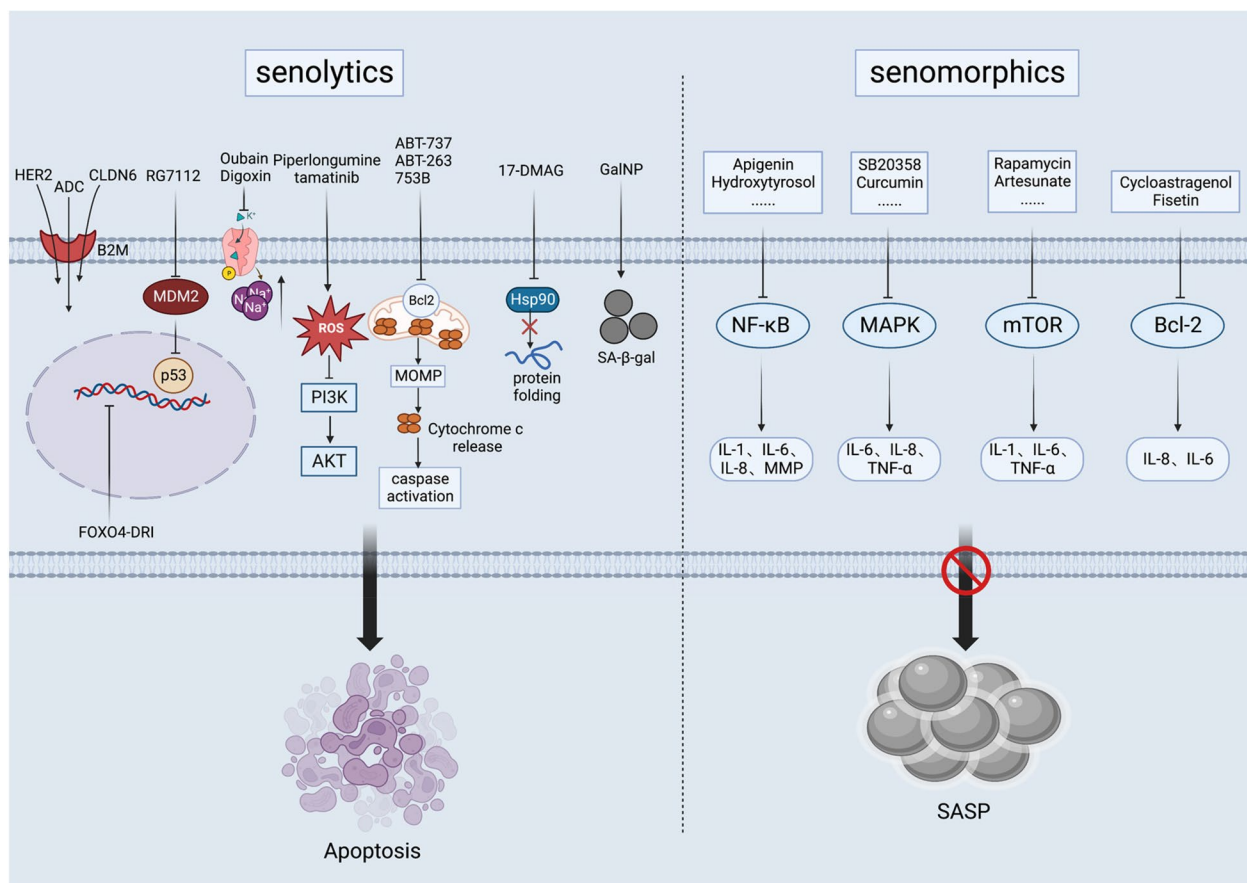 senolytics
senomorphics
HER2
ADC
CLDN6
RG7112
Oubain
Digoxin
Piperlongumine
tamatinib
ABT-737
ABT-263
753B
17-DMAG
GalNP
Apigenin
Hydroxytyrosol
......
SB20358
Curcumin
......
Rapamycin
Artesunate
......
Cycloastragenol
Fisetin
K+
B2M
P
Na+
Na+
MDM2
ROS
Bcl2
Hsp90
SA-β-gal
NF-κB
MAPK
mTOR
Bcl-2
p53
MOMP
protein
folding
PI3K
Cytochrome c
release
AKT
caspase
activation
IL-1、IL-6、
IL-8、MMP
IL-6、IL-8、
TNF-α
IL-1、IL-6、
TNF-α
IL-8、IL-6
FOXO4-DRI
Apoptosis
SASP